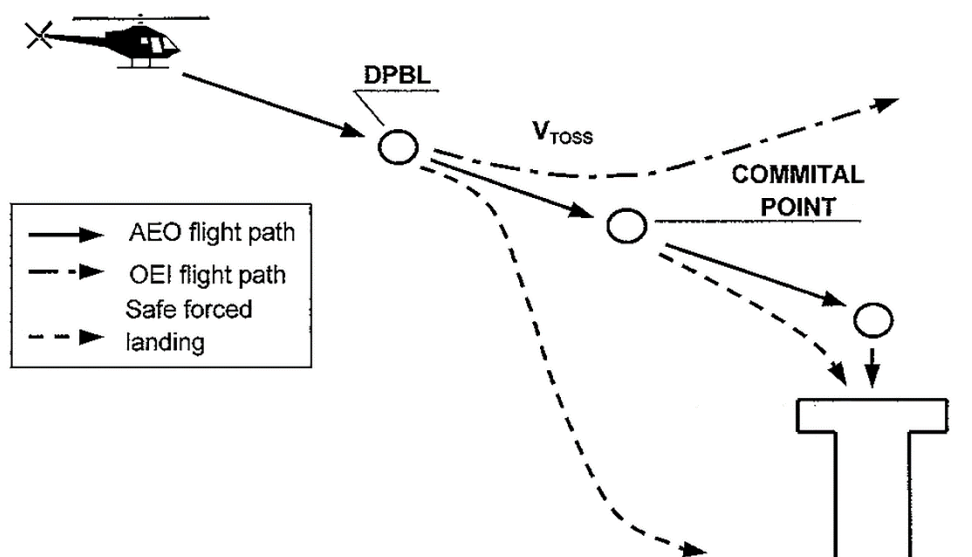 DPBL
VTOSS
COMMITAL
POINT
AEO flight path
OEI flight path
Safe forced
landing